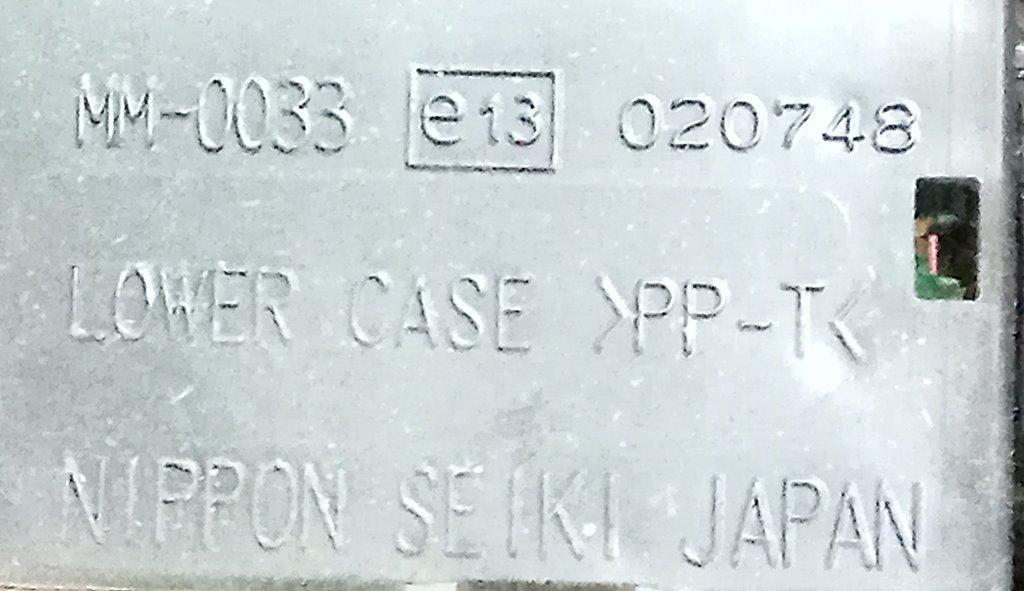 MM-0033 e13 020748
LOWER CASE >PP-T<
NIPPON SEIKI JAPAN